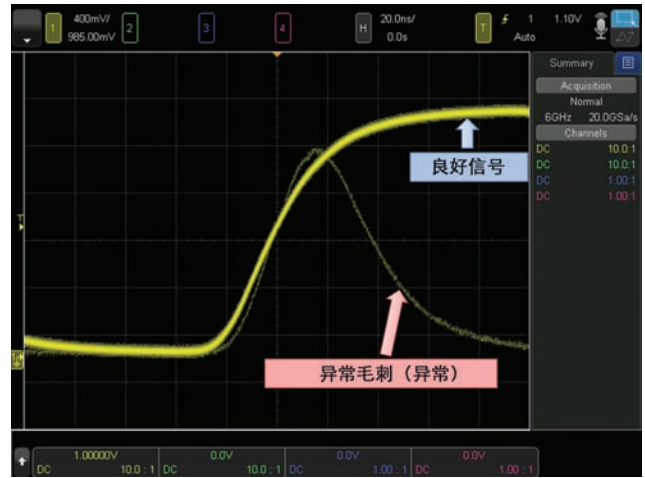 400mV/
985.00mV
1
2
3
4
H
20.0ns/
0.0s
T
1
1.10V
Auto
Summary
Acquisition
Normal
6GHz 20.0GSa/s
Channels
DC 10.0:1
DC 10.0:1
DC 1.00:1
DC 1.00:1
良好信号
T
异常毛刺（异常）
1.00000V 0.0V 0.0V 0.0V
DC 10.0 : 1 DC 10.0 : 1 DC 1.00 : 1 DC 1.00 : 1